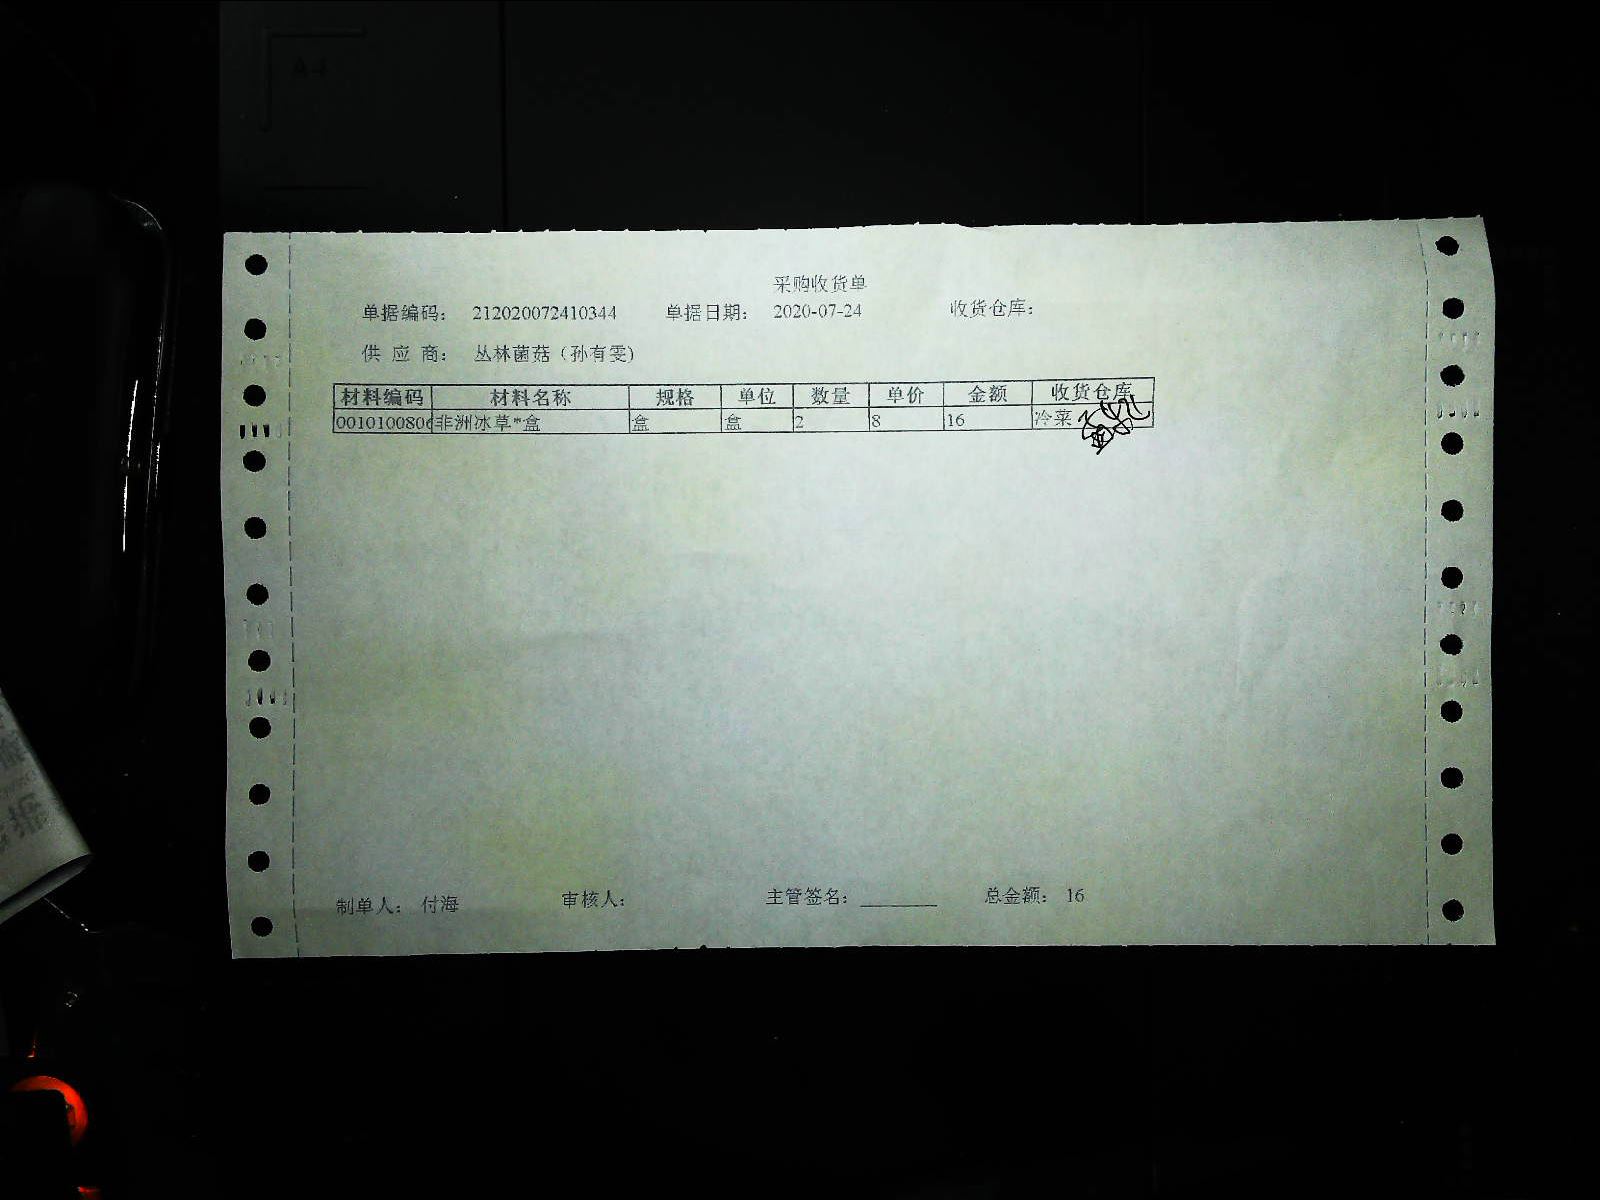 采购收货单
单据编码： 212020072410344 单据日期： 2020-07-24 收货仓库：
供 应 商： 丛林菌菇（孙有雯）
材料编码 材料名称 规格 单位 数量 单价 金额 收货仓库
0010100806 非洲冰草*盒 盒 盒 2 8 16 冷菜
制单人： 付海 审核人： 主管签名：________ 总金额： 16